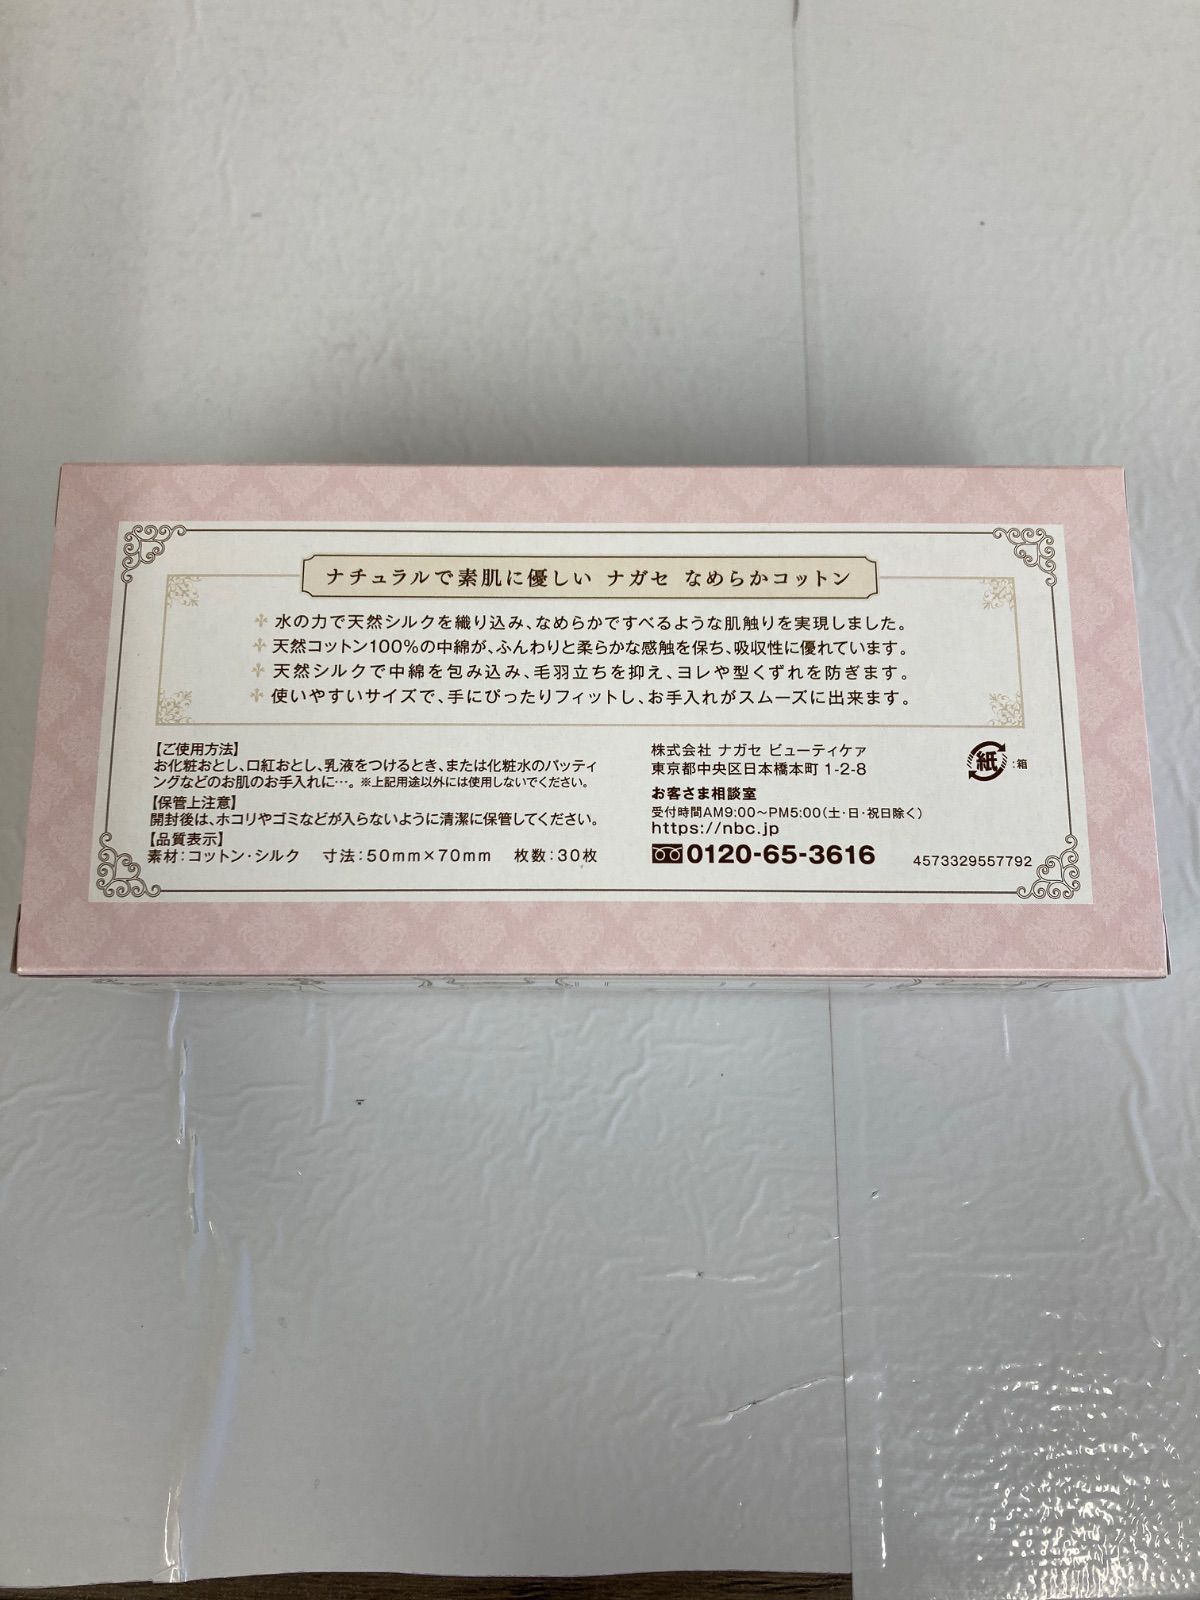 ナチュラルで素肌に優しい ナガセ なめらかコットン
水の力で天然シルクを織り込み、なめらかですべるような肌触りを実現しました。
天然コットン100%の中綿が、ふんわりと柔らかな感触を保ち、吸収性に優れています。
天然シルクで中綿を包み込み、毛羽立ちを抑え、ヨレや型くずれを防ぎます。
使いやすいサイズで、手にぴったりフィットし、お手入れがスムーズに出来ます。
【ご使用方法】
お化粧おとし、口紅おとし、乳液をつけるとき、または化粧水のパッティ
ングなどのお肌のお手入れに…。 ※上記用途以外には使用しないでください。
【保管上注意】
開封後は、ホコリやゴミなどが入らないように清潔に保管してください。
【品質表示】
素材：コットン・シルク 寸法：50mm×70mm 枚数：30枚
株式会社 ナガセ ビューティケァ
東京都中央区日本橋本町 1-2-8
お客さま相談室
受付時間AM9:00〜PM5:00（土・日・祝日除く）
https://nbc.jp
0120-65-3616
紙：箱
4573329557792